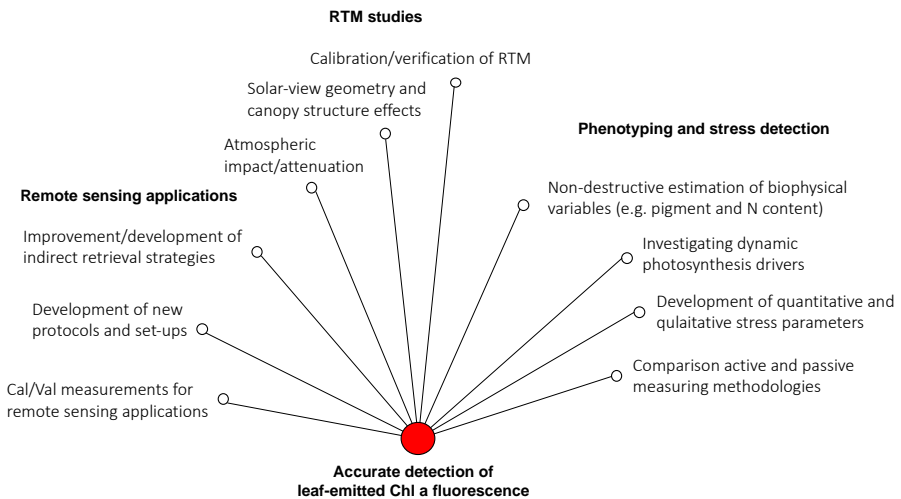 RTM studies
Calibration/verification of RTM
Solar-view geometry and
canopy structure effects
Atmospheric
impact/attenuation
Phenotyping and stress detection
Non-destructive estimation of biophysical
variables (e.g. pigment and N content)
Investigating dynamic
photosynthesis drivers
Development of quantitative and
qulaitative stress parameters
Comparison active and passive
measuring methodologies
Remote sensing applications
Improvement/development of
indirect retrieval strategies
Development of new
protocols and set-ups
Cal/Val measurements for
remote sensing applications
Accurate detection of
leaf-emitted Chl a fluorescence